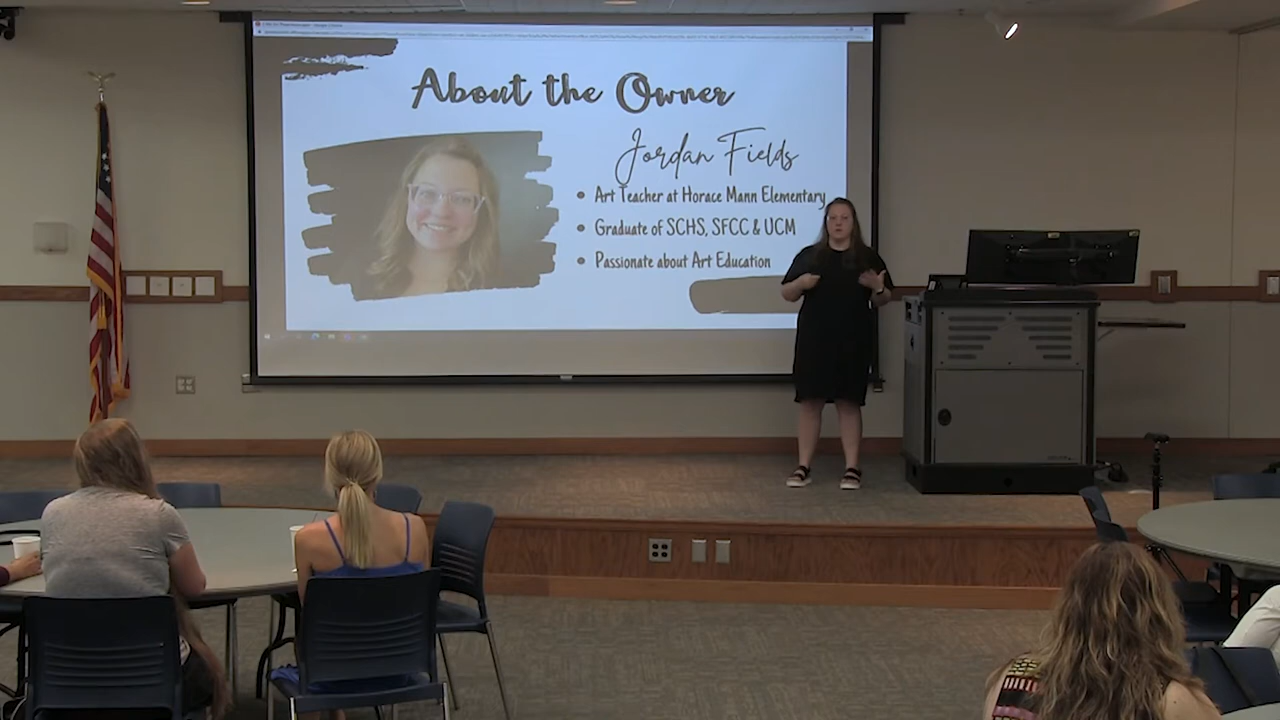 About the Owner
Jordan Fields
• Art Teacher at Horace Mann Elementary
• Graduate of SCHS, SFCC & UCM
• Passionate about Art Education